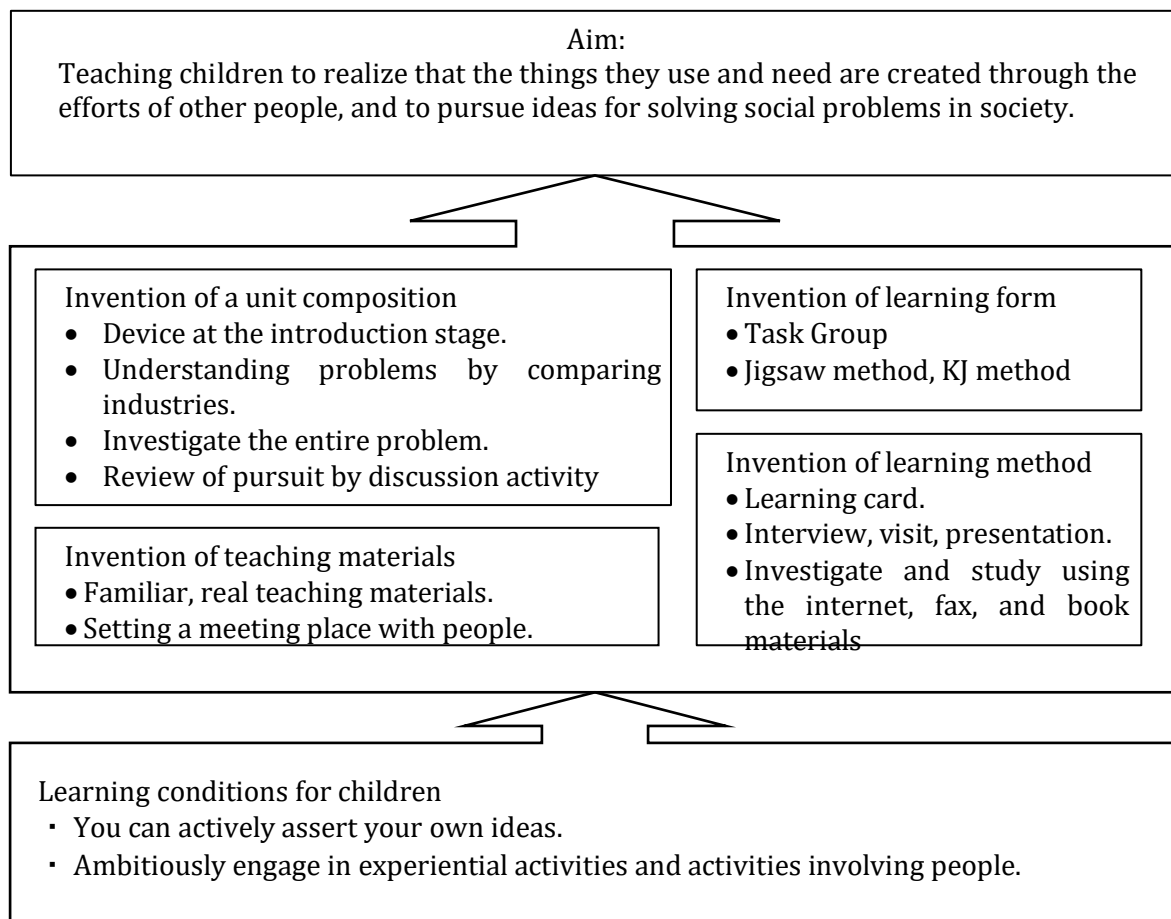 Aim:
Teaching children to realize that the things they use and need are created through the
efforts of other people, and to pursue ideas for solving social problems in society.
Invention of a unit composition
• Device at the introduction stage.
• Understanding problems by comparing
industries.
• Investigate the entire problem.
• Review of pursuit by discussion activity
Invention of teaching materials
• Familiar, real teaching materials.
• Setting a meeting place with people.
Invention of learning form
• Task Group
• Jigsaw method, KJ method
Invention of learning method
• Learning card.
• Interview, visit, presentation.
• Investigate and study using
the internet, fax, and book
materials
Learning conditions for children
・ You can actively assert your own ideas.
・ Ambitiously engage in experiential activities and activities involving people.